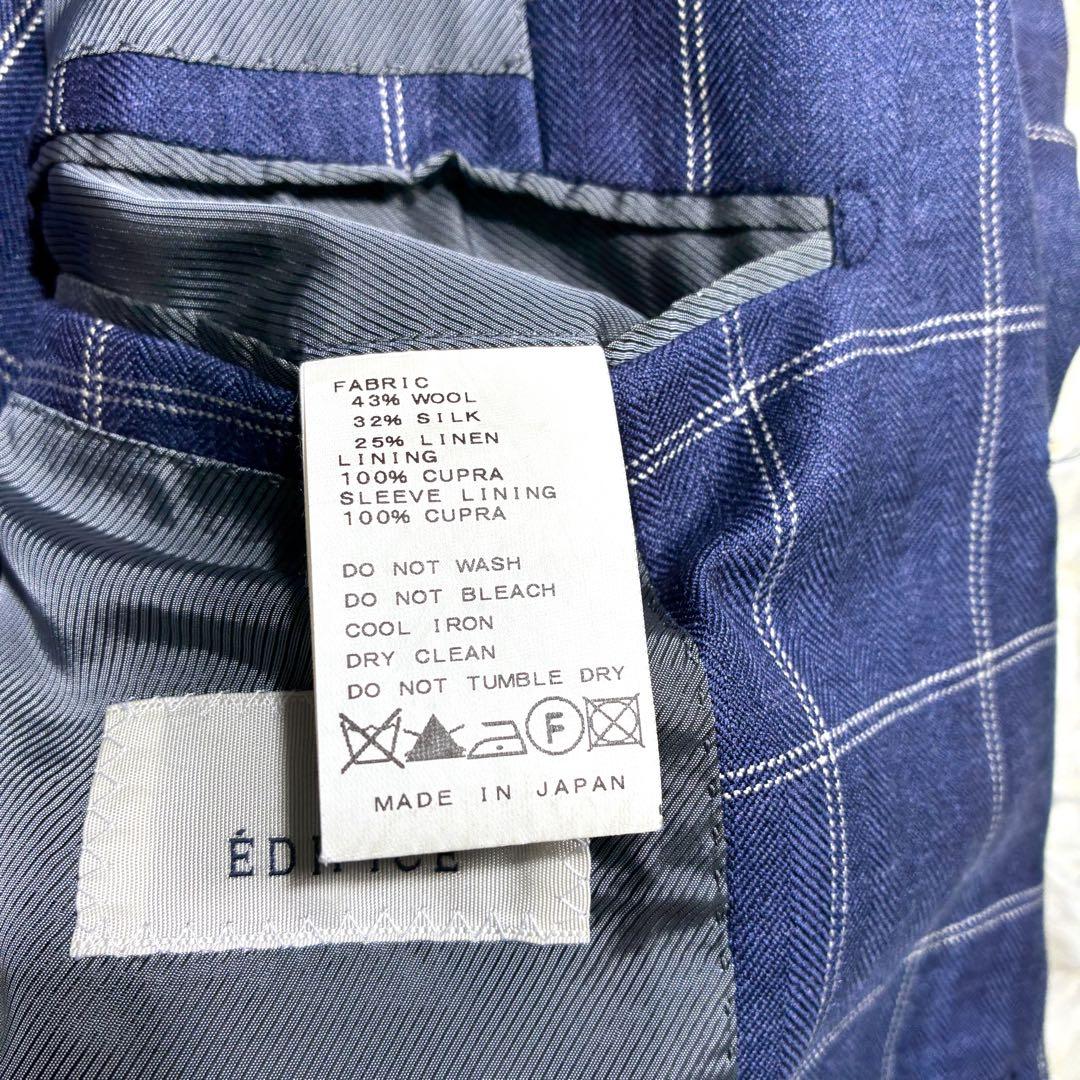 FABRIC
43% WOOL
32% SILK
25% LINEN
LINING
100% CUPRA
SLEEVE LINING
100% CUPRA
DO NOT WASH
DO NOT BLEACH
COOL IRON
DRY CLEAN
DO NOT TUMBLE DRY
F
MADE IN JAPAN
ÉDIFICE